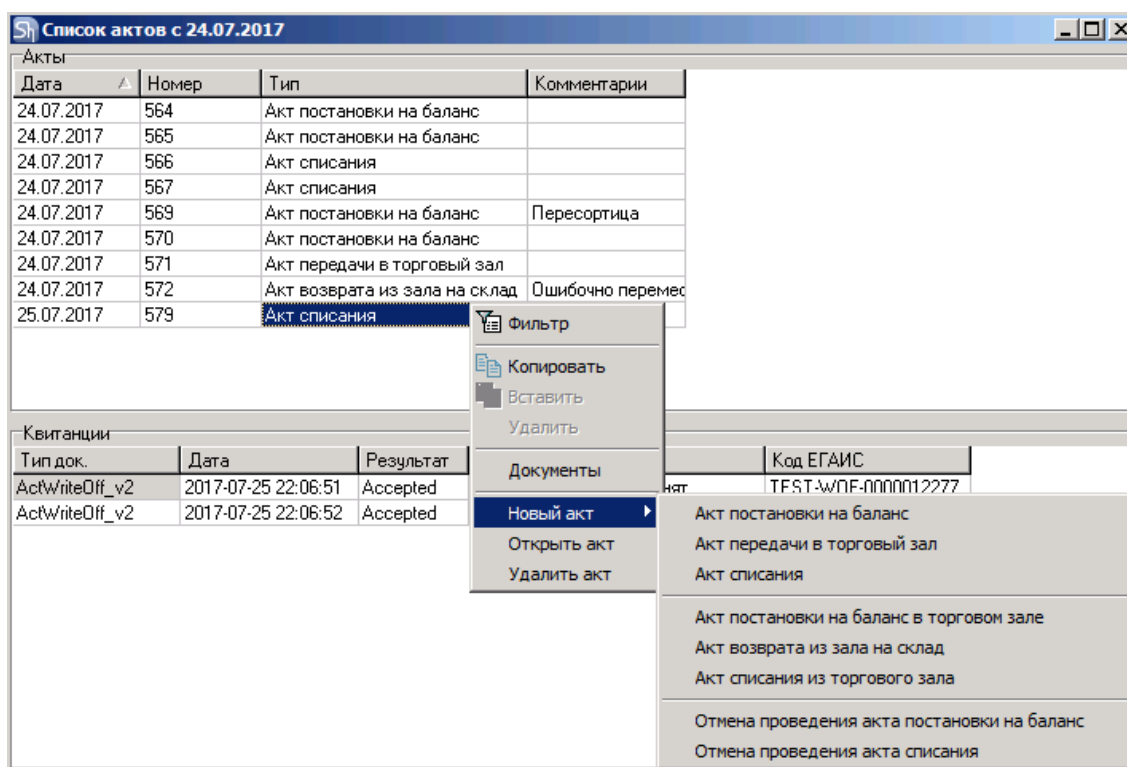 Sh Список актов с 24.07.2017
Акты
Дата Номер Тип Комментарии
24.07.2017 564 Акт постановки на баланс
24.07.2017 565 Акт постановки на баланс
24.07.2017 566 Акт списания
24.07.2017 567 Акт списания
24.07.2017 569 Акт постановки на баланс Пересортица
24.07.2017 570 Акт постановки на баланс
24.07.2017 571 Акт передачи в торговый зал
24.07.2017 572 Акт возврата из зала на склад Ошибочно перемес
25.07.2017 579 Акт списания
Фильтр
Копировать
Вставить
Удалить
Документы
Новый акт
Открыть акт
Удалить акт
Квитанции
Тип док. Дата Результат Код ЕГАИС
ActWriteOff_v2 2017-07-25 22:06:51 Accepted нят TEST-WOF-0000012277
ActWriteOff_v2 2017-07-25 22:06:52 Accepted
Акт постановки на баланс
Акт передачи в торговый зал
Акт списания
Акт постановки на баланс в торговом зале
Акт возврата из зала на склад
Акт списания из торгового зала
Отмена проведения акта постановки на баланс
Отмена проведения акта списания